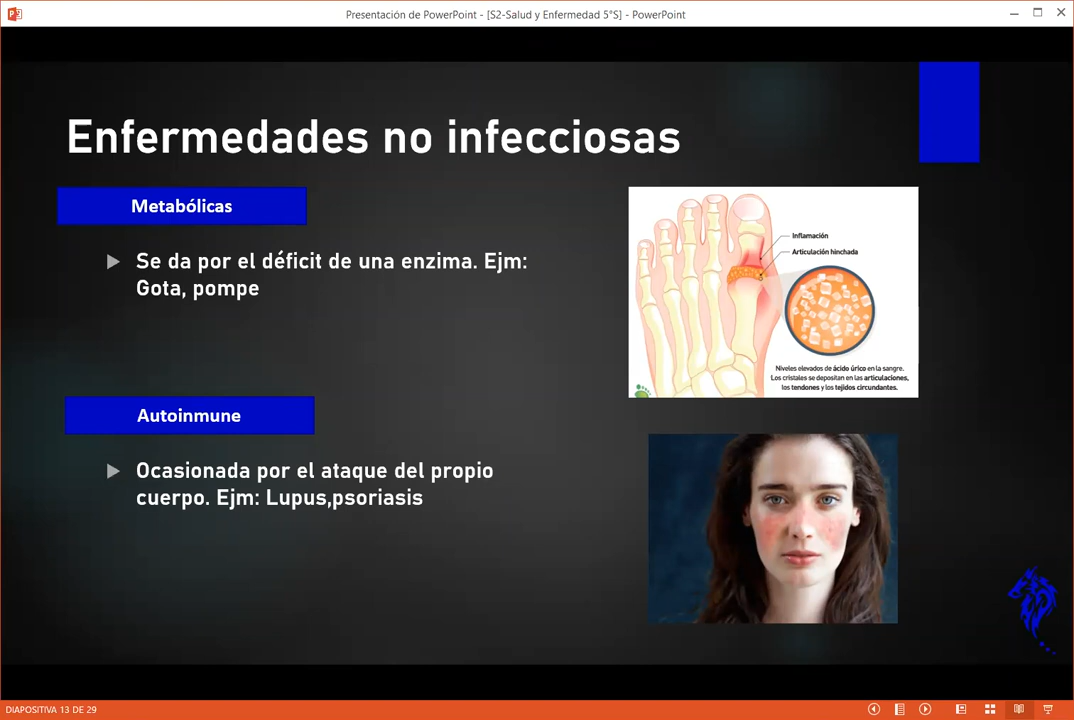 Presentación de PowerPoint - [S2-Salud y Enfermedad 5°S] - PowerPoint
Enfermedades no infecciosas
Metabólicas
Se da por el déficit de una enzima. Ejm:
Gota, pompe
Inflamación
Articulación hinchada
Niveles elevados de ácido úrico en la sangre.
Los cristales se depositan en las articulaciones,
los tendones y los tejidos circundantes.
Autoinmune
Ocasionada por el ataque del propio
cuerpo. Ejm: Lupus,psoriasis
DIAPOSITIVA 13 DE 29